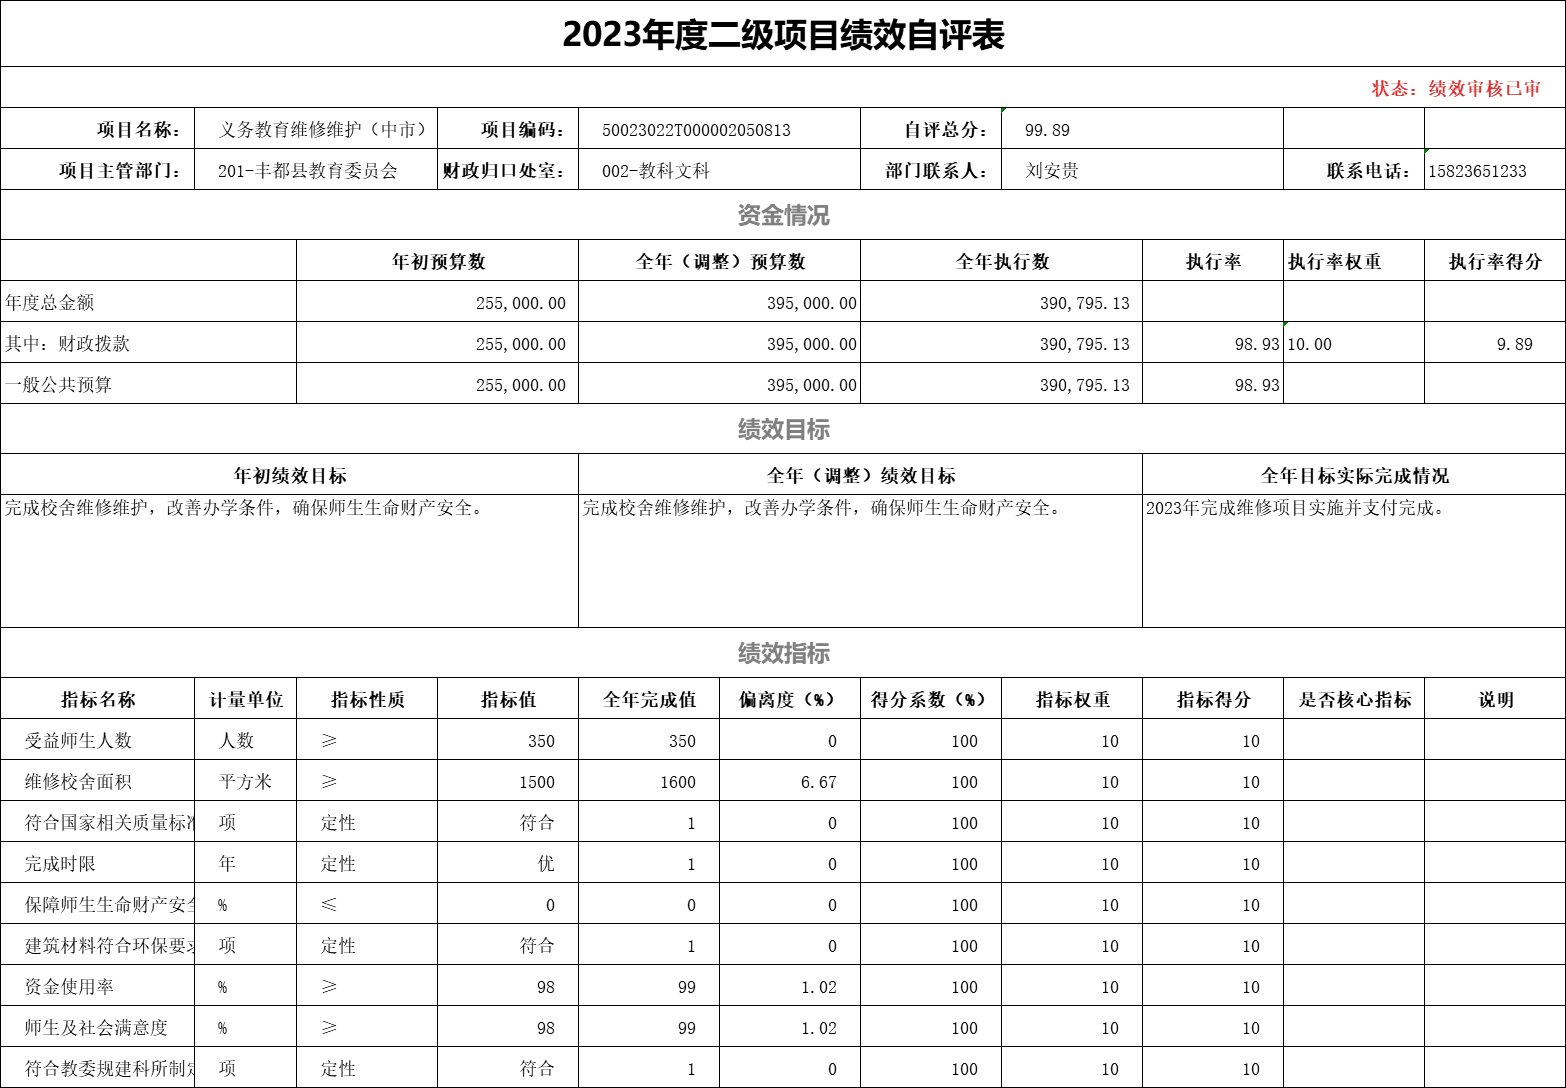 2023年度二级项目绩效自评表
状态：绩效审核已审
项目名称： 义务教育维修维护（中市） 项目编码： 50023022T000002050813 自评总分： 99.89
项目主管部门： 201-丰都县教育委员会 财政归口处室： 002-教科文科 部门联系人： 刘安贵 联系电话： 15823651233
资金情况
年初预算数 全年（调整）预算数 全年执行数 执行率 执行率权重 执行率得分
年度总金额 255,000.00 395,000.00 390,795.13
其中：财政拨款 255,000.00 395,000.00 390,795.13 98.93 10.00 9.89
一般公共预算 255,000.00 395,000.00 390,795.13 98.93
绩效目标
年初绩效目标 全年（调整）绩效目标 全年目标实际完成情况
完成校舍维修维护，改善办学条件，确保师生生命财产安全。 完成校舍维修维护，改善办学条件，确保师生生命财产安全。 2023年完成维修项目实施并支付完成。
绩效指标
指标名称 计量单位 指标性质 指标值 全年完成值 偏离度（%） 得分系数（%） 指标权重 指标得分 是否核心指标 说明
受益师生人数 人数 ≥ 350 350 0 100 10 10
维修校舍面积 平方米 ≥ 1500 1600 6.67 100 10 10
符合国家相关质量标准 项 定性 符合 1 0 100 10 10
完成时限 年 定性 优 1 0 100 10 10
保障师生生命财产安全 % ≤ 0 0 0 100 10 10
建筑材料符合环保要求 项 定性 符合 1 0 100 10 10
资金使用率 % ≥ 98 99 1.02 100 10 10
师生及社会满意度 % ≥ 98 99 1.02 100 10 10
符合教委规建科所制定 项 定性 符合 1 0 100 10 10